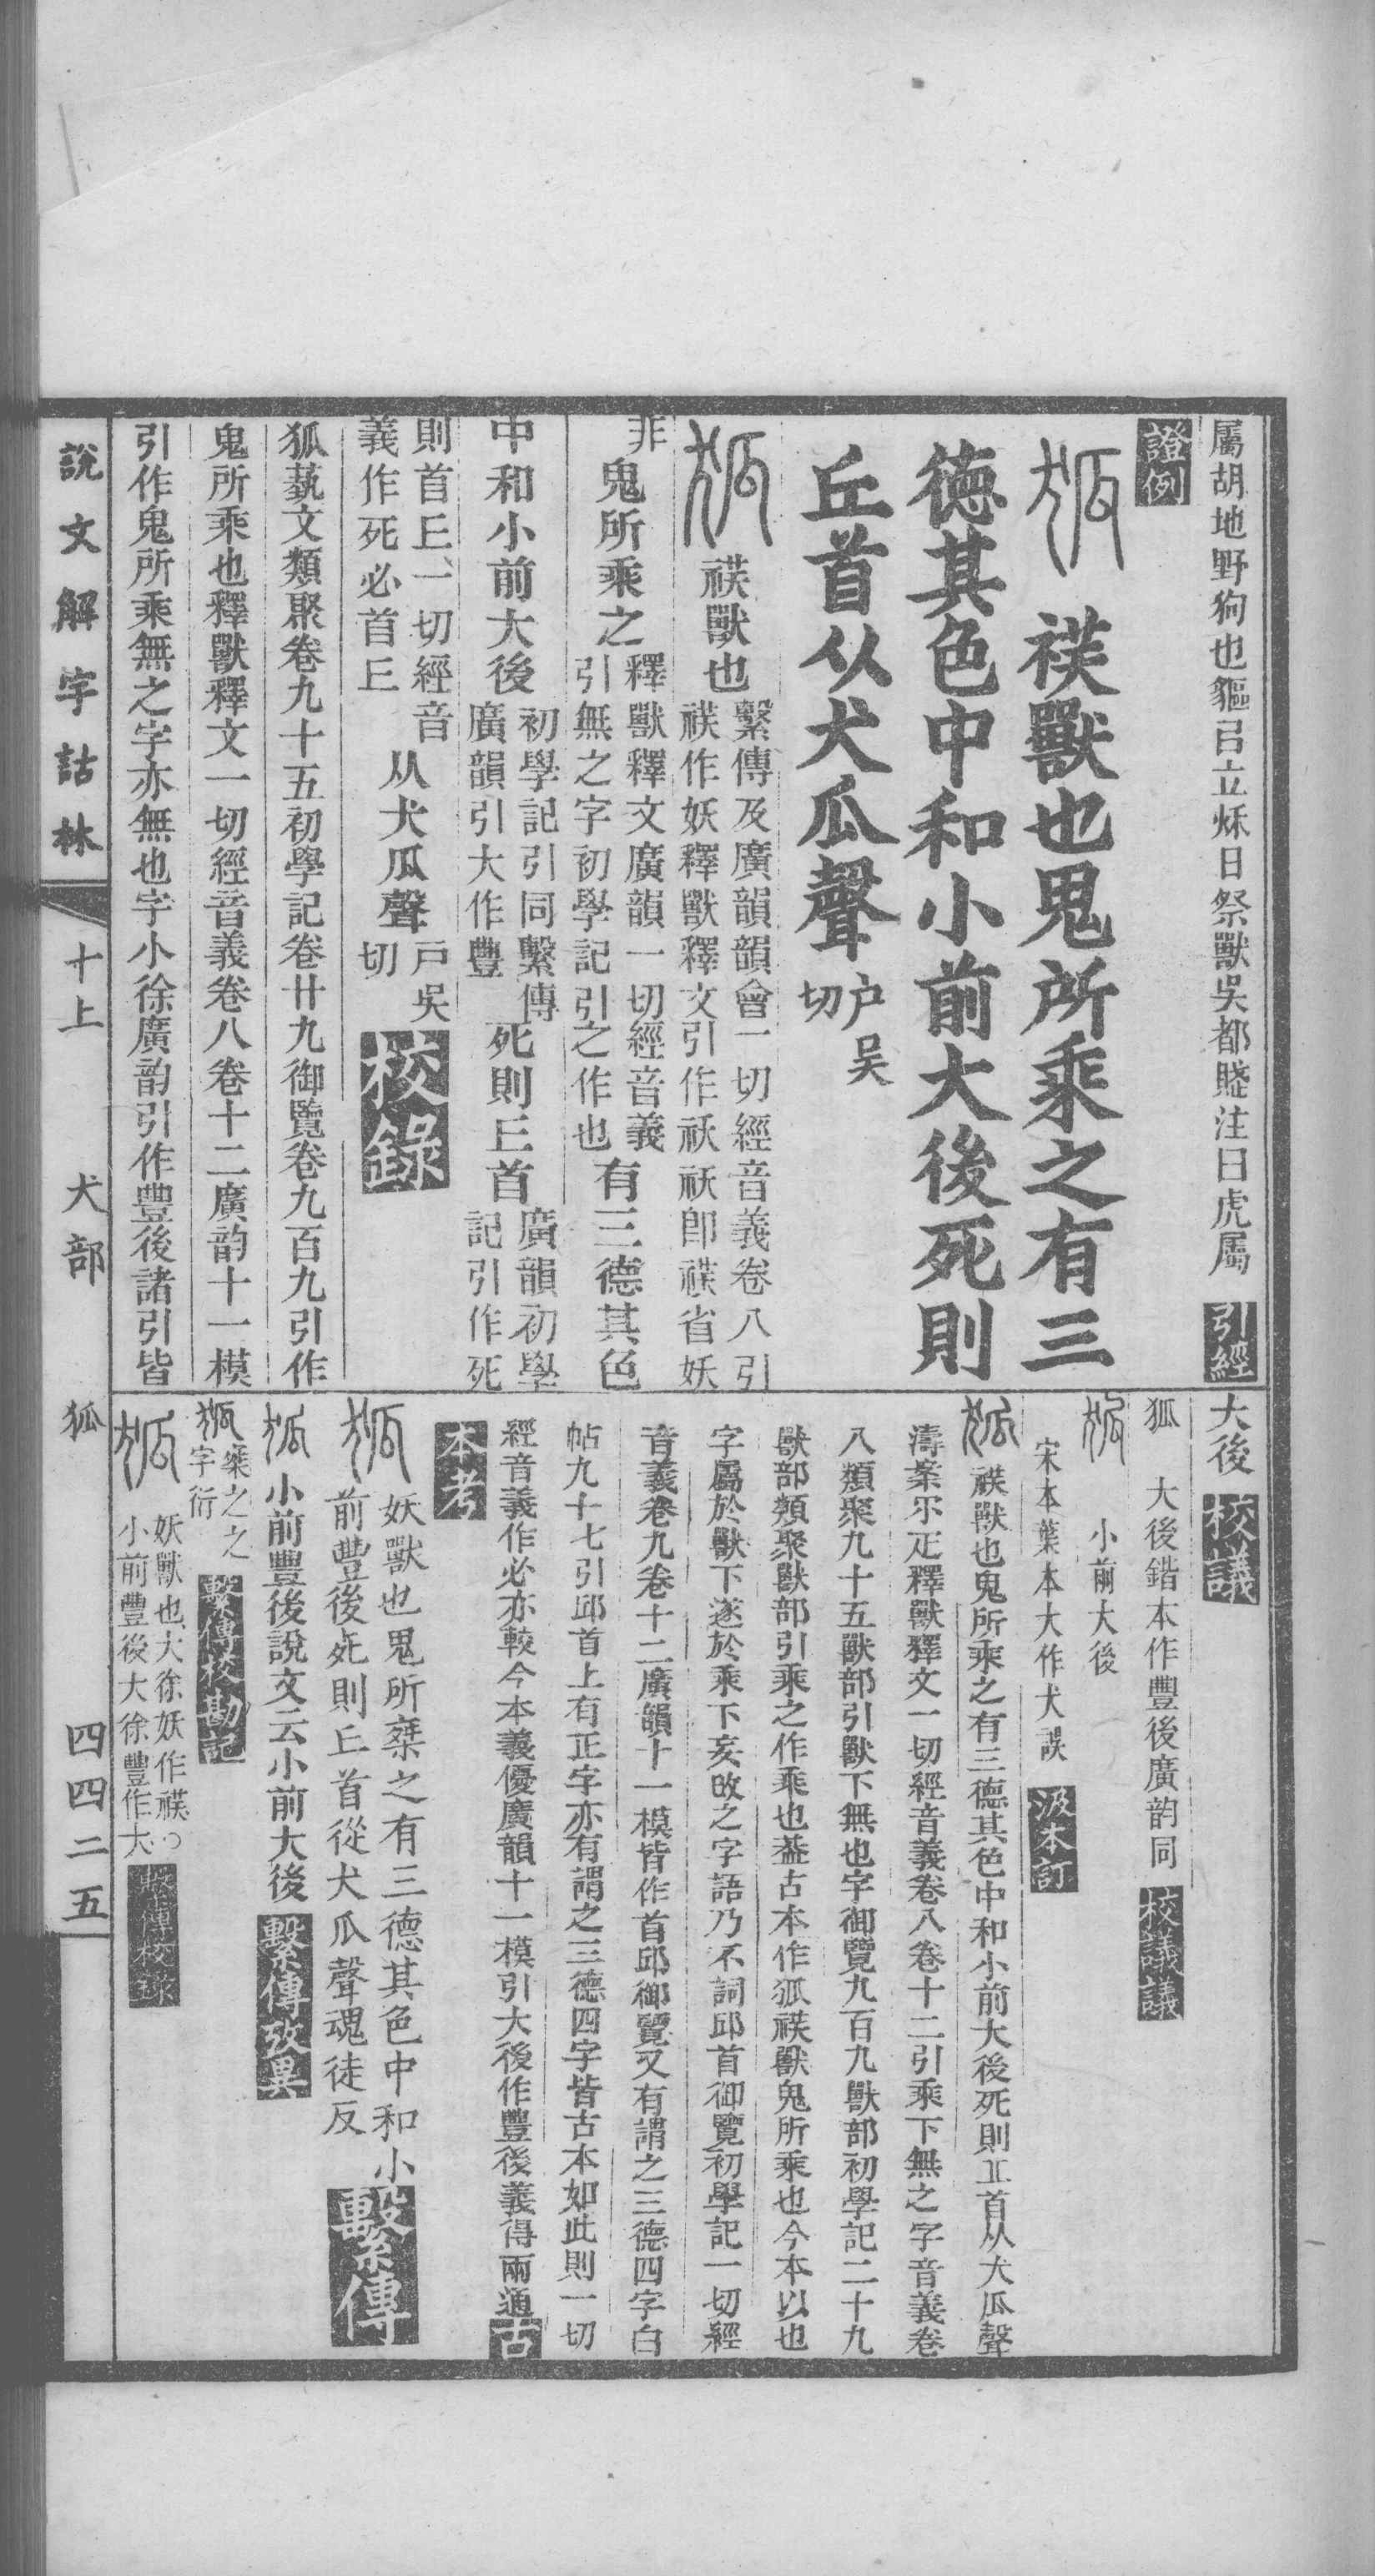 屬胡地野狗也貙㠯立秌日祭獸吳都賦注曰虎屬引經
證例
狐 䄏獸也鬼所乘之有三
德其色中和小前大後死則
丘首从犬瓜聲户吴切
狐 䄏獸也繫傳及廣韻韻會一切經音義卷八引䄏作妖釋獸釋文引作祅祅卽䄏省妖
非鬼所乘之釋獸釋文廣韻一切經音義引無之字初學記引之作也有三德其色
中和小前大後初學記引同繫傳廣韻引大作豐死則㐀首廣韻初學記引作死
則首㐀一切經音義作死必首㐀从犬瓜聲戸吳切校錄
狐藝文類聚卷九十五初學記卷廿九御覽卷九百九引作
鬼所乘也釋獸釋文一切經音義卷八卷十二廣韵十一模
引作鬼所乘無之字亦無也字小徐廣韵引作豐後諸引皆
大後校議
狐 大後鍇本作豐後廣韵同校議議
狐 小前大後
宋本葉本大作犬誤汲本訂
狐䄏獸也鬼所乘之有三德其色中和小前大後死則丠首从犬瓜聲
濤案尒疋釋獸釋文一切經音義卷八卷十二引乘下無之字音義卷
八類聚九十五獸部引獸下無也字御覽九百九獸部初學記二十九
獸部類聚獸部引乘之作乘也葢古本作狐䄏獸鬼所乘也今本以也
字屬於獸下遂於乘下妄改之字語乃不詞邱首御覽初學記一切經
音義卷九卷十二廣韻十一模皆作首邱御覽又有謂之三德四字白
帖九十七引邱首上有正字亦有謂之三德四字皆古本如此則一切
經音義作必亦較今本義優廣韻十一模引大後作豐後義得兩通古
本考
狐 妖獸也鬼所椉之有三德其色中和小
前豐後死則㐀首從犬瓜聲魂徒反繫傳
狐 小前豐後說文云小前大後繫傳攷異
狐椉之之字衍繫傳校勘記
狐 妖獸也大徐妖作䄏○小前豐後大徐豐作大繫傳校錄
說文解字詁林 十上 犬部 狐 四四二五